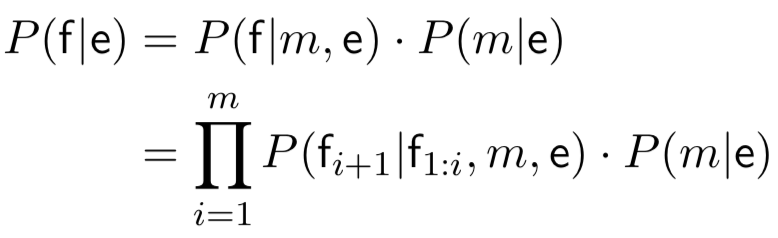 P(f|e) = P(f|m, e) · P(m|e)
= ∏_{i=1}^{m} P(f_{i+1}|f_{1:i}, m, e) · P(m|e)